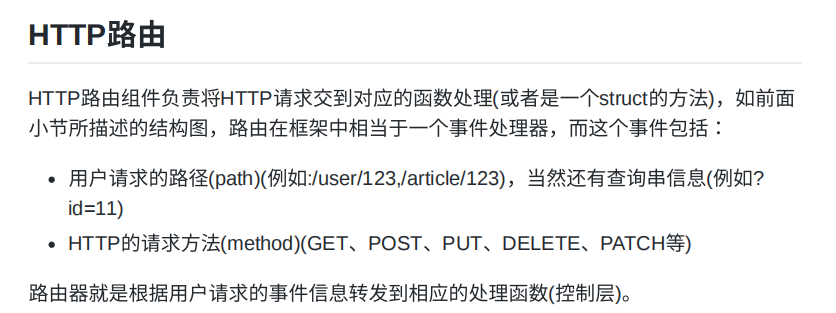 HTTP路由
HTTP路由组件负责将HTTP请求交到对应的函数处理(或者是一个struct的方法)，如前面
小节所描述的结构图，路由在框架中相当于一个事件处理器，而这个事件包括：
• 用户请求的路径(path)(例如:/user/123,/article/123)，当然还有查询串信息(例如?
id=11)
• HTTP的请求方法(method)(GET、POST、PUT、DELETE、PATCH等)
路由器就是根据用户请求的事件信息转发到相应的处理函数(控制层)。